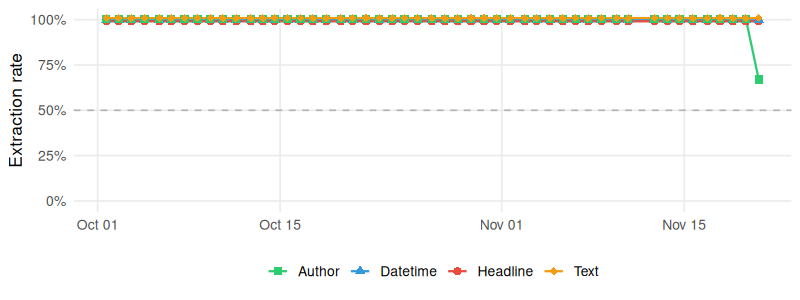 Extraction rate
100%
75%
50%
25%
0%
Oct 01 Oct 15 Nov 01 Nov 15
Author Datetime Headline Text